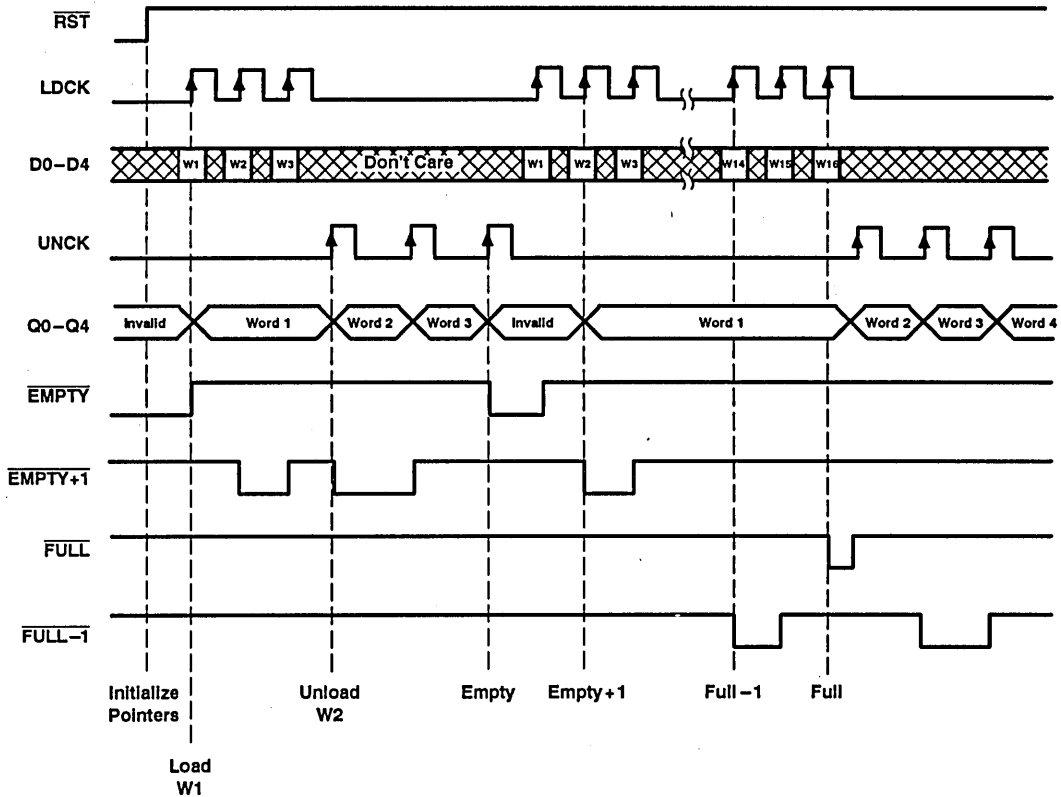 RST
LDCK
D0–D4 W1 W2 W3 Don't Care W1 W2 W3 W14 W15 W16
UNCK
Q0–Q4 Invalid Word 1 Word 2 Word 3 Invalid Word 1 Word 2 Word 3 Word 4
EMPTY
EMPTY+1
FULL
FULL–1
Initialize Unload Empty Empty+1 Full–1 Full
Pointers W2
Load
W1